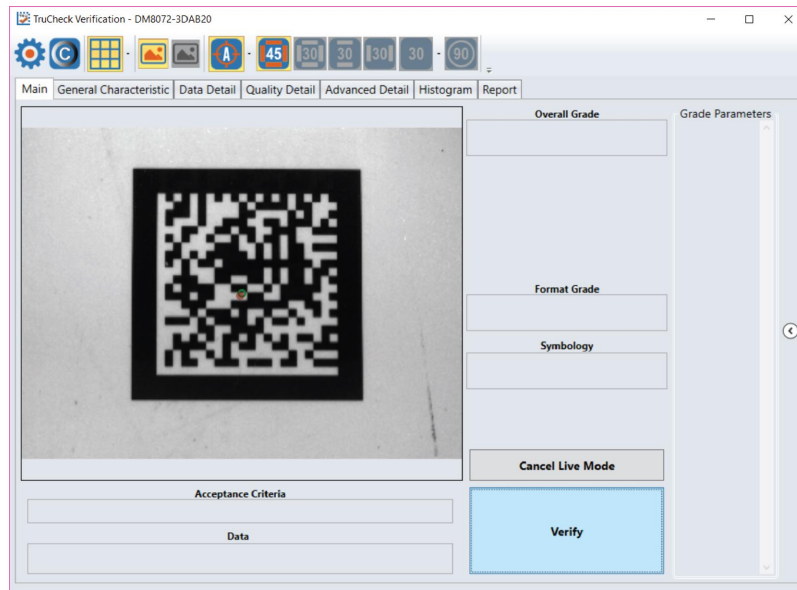 TruCheck Verification - DM8072-3DAB20
C A 45 30 30 30 30 90
Main General Characteristic Data Detail Quality Detail Advanced Detail Histogram Report
Overall Grade
Grade Parameters
Format Grade
Symbology
Cancel Live Mode
Acceptance Criteria
Verify
Data